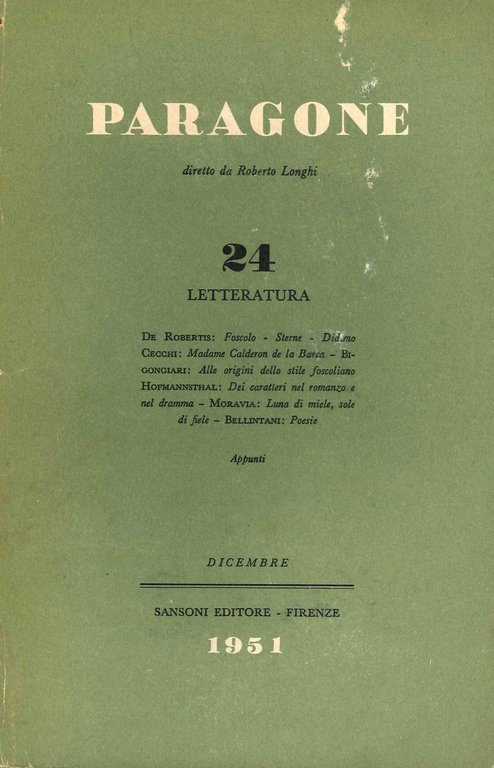 PARAGONE
diretto da Roberto Longhi
24
LETTERATURA
DE ROBERTIS: Foscolo - Sterne - Didimo
CECCHI: Madame Calderon de la Barca – BI-
GONGIARI: Alle origini dello stile foscoliano
HOFMANNSTHAL: Dei caratteri nel romanzo e
nel dramma – MORAVIA: Luna di miele, sole
di fiele – BELLINTANI: Poesie
Appunti
DICEMBRE
SANSONI EDITORE - FIRENZE
1951